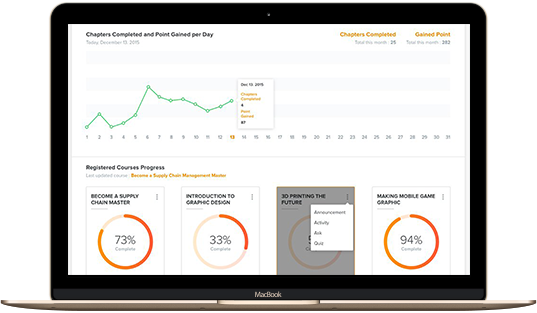 Chapters Completed and Point Gained per Day
Chapters Completed
Gained Point
Today, December 13, 2015
Total this month : 25
Total this month : 382
Dec 13, 2015
Chapters
Completed
Point
Gained
87
1 2 3 4 5 6 7 8 9 10 11 12 13 14 15 16 17 18 19 20 21 22 23 24 25 26 27 28 29 30 31
Registered Courses Progress
Last updated course : Become a Supply Chain Management Master
BECOME A SUPPLY
CHAIN MASTER
73%
Complete
INTRODUCTION TO
GRAPHIC DESIGN
33%
Complete
3D PRINTING THE
FUTURE
Announcement
Activity
Ask
Quiz
MAKING MOBILE GAME
GRAPHIC
94%
Complete
MacBook